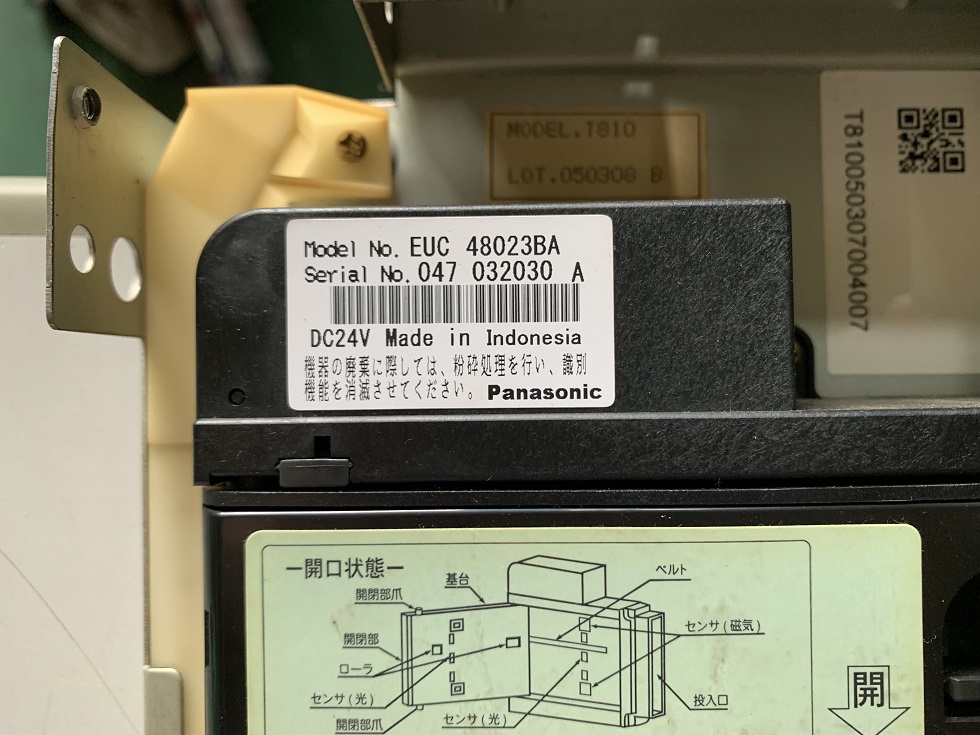 MODEL.T810
LOT.050308 B
T810050307004007
Model No. EUC 48023BA
Serial No. 047 032030 A
DC24V Made in Indonesia
機器の廃棄に際しては、粉砕処理を行い、識別
機能を消滅させてください。 Panasonic
ー開口状態ー
基台
ベルト
開閉部爪
センサ(磁気)
開閉部
ローラ
センサ(光)
投入口
開閉部爪
センサ(光)
開